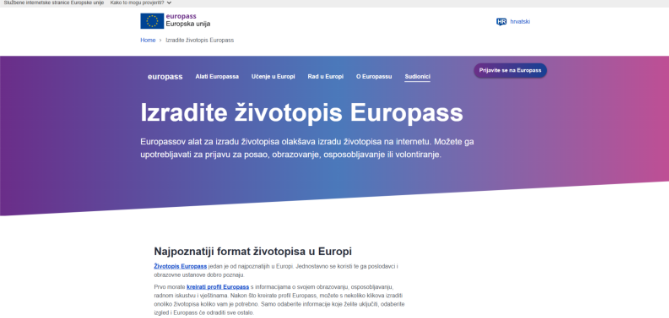 Službene internetske stranice Europske unije Kako to mogu provjeriti?
europass
Europska unija
HR hrvatski
Home › Izradite životopis Europass
Prijavite se na Europass
europass Alati Europassa Učenje u Europi Rad u Europi O Europassu Sudionici
Izradite životopis Europass
Europassov alat za izradu životopisa olakšava izradu životopisa na internetu. Možete ga
upotrebljavati za prijavu za posao, obrazovanje, osposobljavanje ili volontiranje.
Najpoznatiji format životopisa u Europi
Životopis Europass jedan je od najpoznatijih u Europi. Jednostavno se koristi te ga poslodavci i
obrazovne ustanove dobro poznaju.
Prvo morate kreirati profil Europass s informacijama o svojem obrazovanju, osposobljavanju,
radnom iskustvu i vještinama. Nakon što kreirate profil Europass, možete s nekoliko klikova izraditi
onoliko životopisa koliko vam je potrebno. Samo odaberite informacije koje želite uključiti, odaberite
izgled i Europass će odraditi sve ostalo.